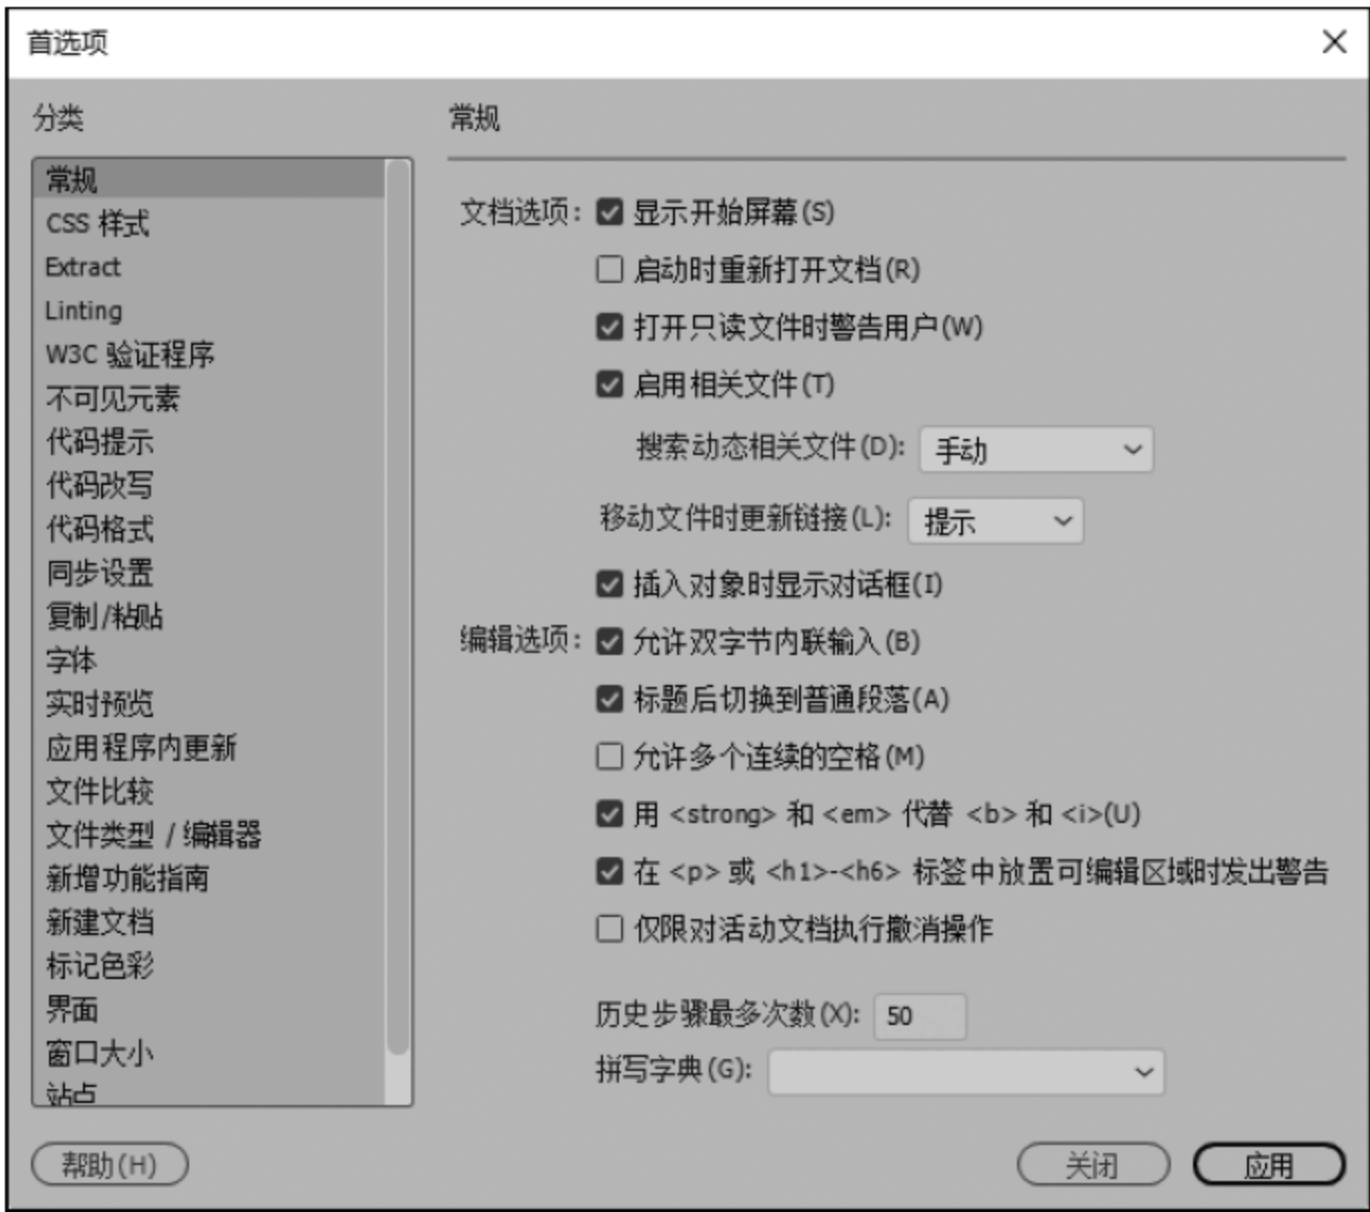 首选项
分类
常规
CSS 样式
Extract
Linting
W3C 验证程序
不可见元素
代码提示
代码改写
代码格式
同步设置
复制/粘贴
字体
实时预览
应用程序内更新
文件比较
文件类型 / 编辑器
新增功能指南
新建文档
标记色彩
界面
窗口大小
站点
常规
文档选项: 显示开始屏幕(S)
启动时重新打开文档(R)
打开只读文件时警告用户(W)
启用相关文件(T)
搜索动态相关文件(D): 手动
移动文件时更新链接(L): 提示
插入对象时显示对话框(I)
编辑选项: 允许双字节内联输入(B)
标题后切换到普通段落(A)
允许多个连续的空格(M)
用 <strong> 和 <em> 代替 <b> 和 <i>(U)
在 <p> 或 <h1>-<h6> 标签中放置可编辑区域时发出警告
仅限对活动文档执行撤消操作
历史步骤最多次数(X): 50
拼写字典(G):
帮助(H) 关闭 应用